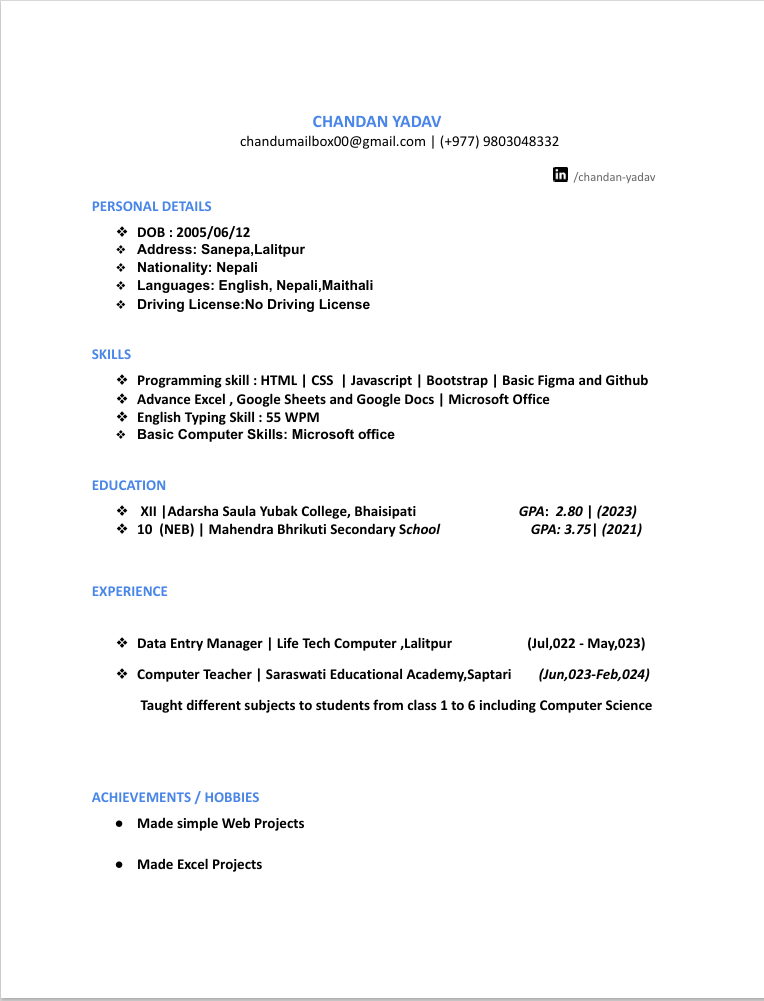 CHANDAN YADAV
chandumailbox00@gmail.com | (+977) 9803048332
in /chandan-yadav
PERSONAL DETAILS
❖ DOB : 2005/06/12
❖ Address: Sanepa,Lalitpur
❖ Nationality: Nepali
❖ Languages: English, Nepali,Maithali
❖ Driving License:No Driving License
SKILLS
❖ Programming skill : HTML | CSS | Javascript | Bootstrap | Basic Figma and Github
❖ Advance Excel , Google Sheets and Google Docs | Microsoft Office
❖ English Typing Skill : 55 WPM
❖ Basic Computer Skills: Microsoft office
EDUCATION
❖ XII |Adarsha Saula Yubak College, Bhaisipati GPA: 2.80 | (2023)
❖ 10 (NEB) | Mahendra Bhrikuti Secondary School GPA: 3.75| (2021)
EXPERIENCE
❖ Data Entry Manager | Life Tech Computer ,Lalitpur (Jul,022 - May,023)
❖ Computer Teacher | Saraswati Educational Academy,Saptari (Jun,023-Feb,024)
Taught different subjects to students from class 1 to 6 including Computer Science
ACHIEVEMENTS / HOBBIES
● Made simple Web Projects
● Made Excel Projects